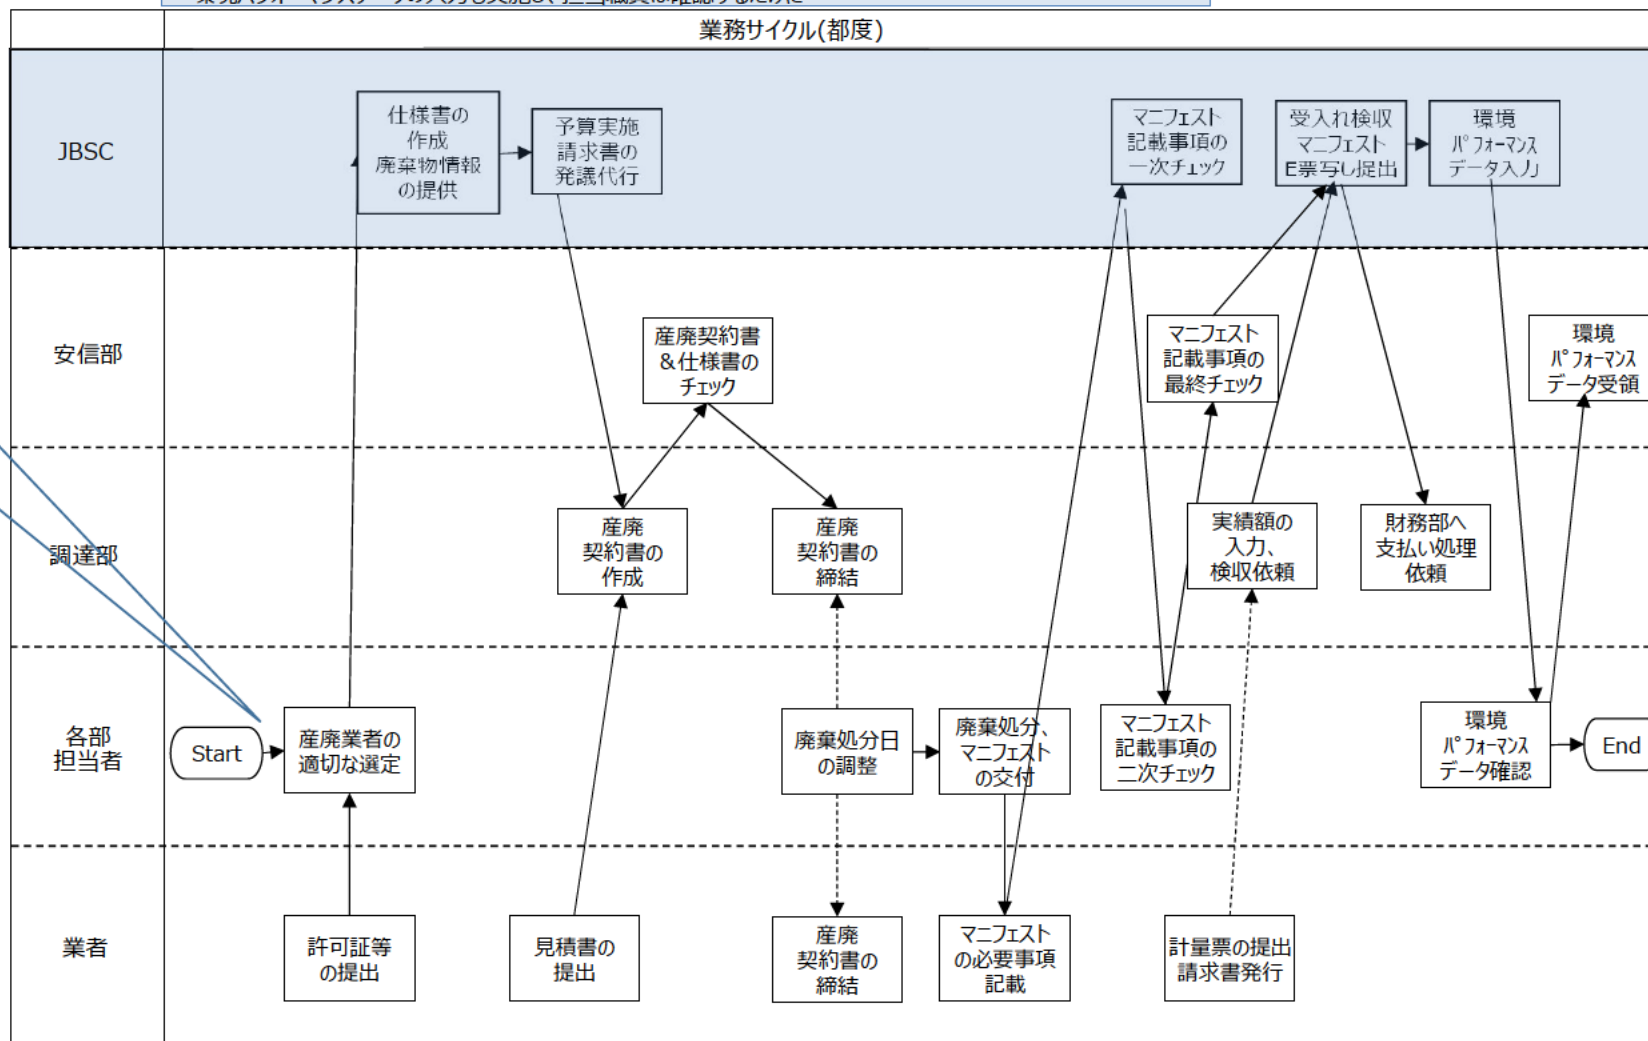 業務サイクル(都度)
JBSC
仕様書の
作成
廃棄物情報
の提供
予算実施
請求書の
発議代行
マニフェスト
記載事項の
一次チェック
受入れ検収
マニフェスト
E票写し提出
環境
パフォーマンス
データ入力
安信部
産廃契約書
＆仕様書の
チェック
マニフェスト
記載事項の
最終チェック
環境
パフォーマンス
データ受領
調達部
産廃
契約書の
作成
産廃
契約書の
締結
実績額の
入力、
検収依頼
財務部へ
支払い処理
依頼
各部
担当者
Start
産廃業者の
適切な選定
廃棄処分日
の調整
廃棄処分、
マニフェスト
の交付
マニフェスト
記載事項の
二次チェック
環境
パフォーマンス
データ確認
End
業者
許可証等
の提出
見積書の
提出
産廃
契約書の
締結
マニフェスト
の必要事項
記載
計量票の提出
請求書発行